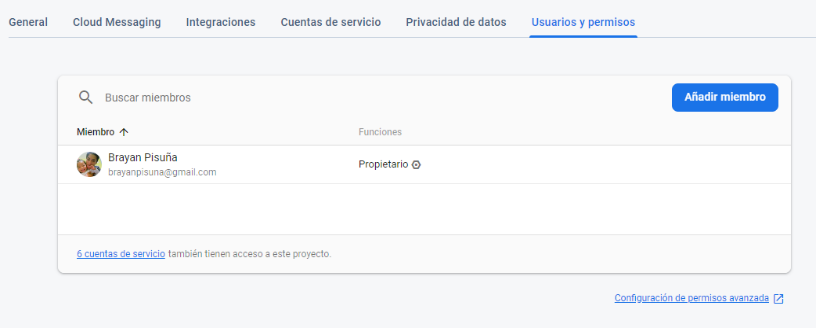 General Cloud Messaging Integraciones Cuentas de servicio Privacidad de datos Usuarios y permisos
Buscar miembros Añadir miembro
Miembro Funciones
Brayan Pisuña
brayanpisuna@gmail.com
Propietario
6 cuentas de servicio también tienen acceso a este proyecto.
Configuración de permisos avanzada